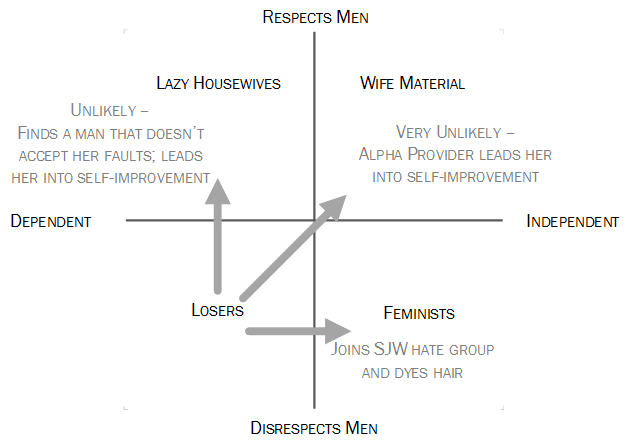 Respects Men
Lazy Housewives
Wife Material
Unlikely –
Finds a man that doesn't
accept her faults; leads
her into self-improvement
Very Unlikely –
Alpha Provider leads her
into self-improvement
Dependent
Independent
Losers
Feminists
Joins SJW hate group
and dyes hair
Disrespects Men